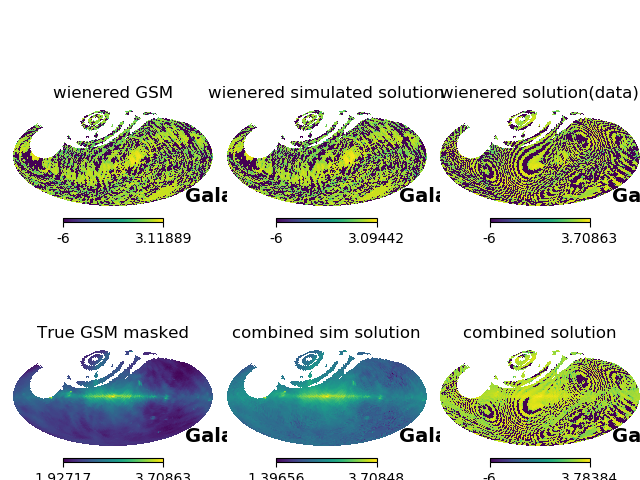 wienered GSM
wienered simulated solution
wienered solution(data)
Gala
Gala
Ga
-6
3.11889
-6
3.09442
-6
3.70863
True GSM masked
combined sim solution
combined solution
Gala
Gala
Ga
1.92717
3.70863
1.39656
3.70848
-6
3.78384